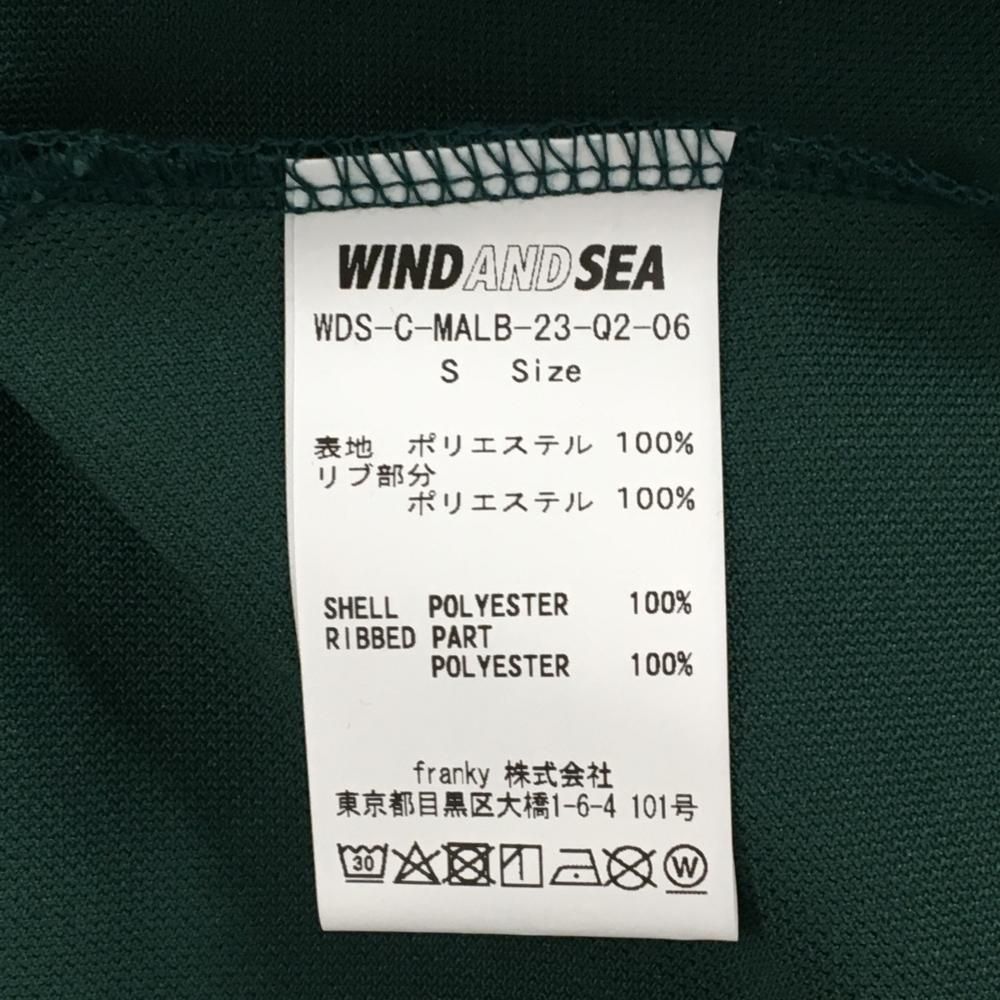 WINDANDSEA
WDS-C-MALB-23-Q2-06
S Size
表地 ポリエステル 100%
リブ部分
ポリエステル 100%
SHELL POLYESTER 100%
RIBBED PART
POLYESTER 100%
franky 株式会社
東京都目黒区大橋1-6-4 101号
30 W